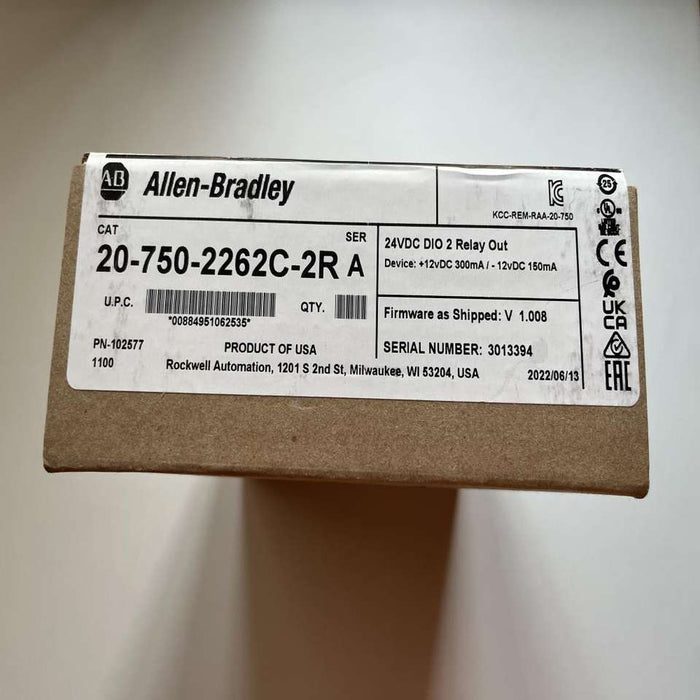 AB Allen-Bradley
KCC-REM-RAA-20-750
25
UL
CAT
SER
20-750-2262C-2R A
24VDC DIO 2 Relay Out
Device: +12vDC 300mA / - 12vDC 150mA
CE
U.P.C.
*00884951062535*
QTY.
Firmware as Shipped: V 1.008
UK
CA
PN-102577
1100
PRODUCT OF USA
Rockwell Automation, 1201 S 2nd St, Milwaukee, WI 53204, USA
SERIAL NUMBER: 3013394
2022/06/13
EAC